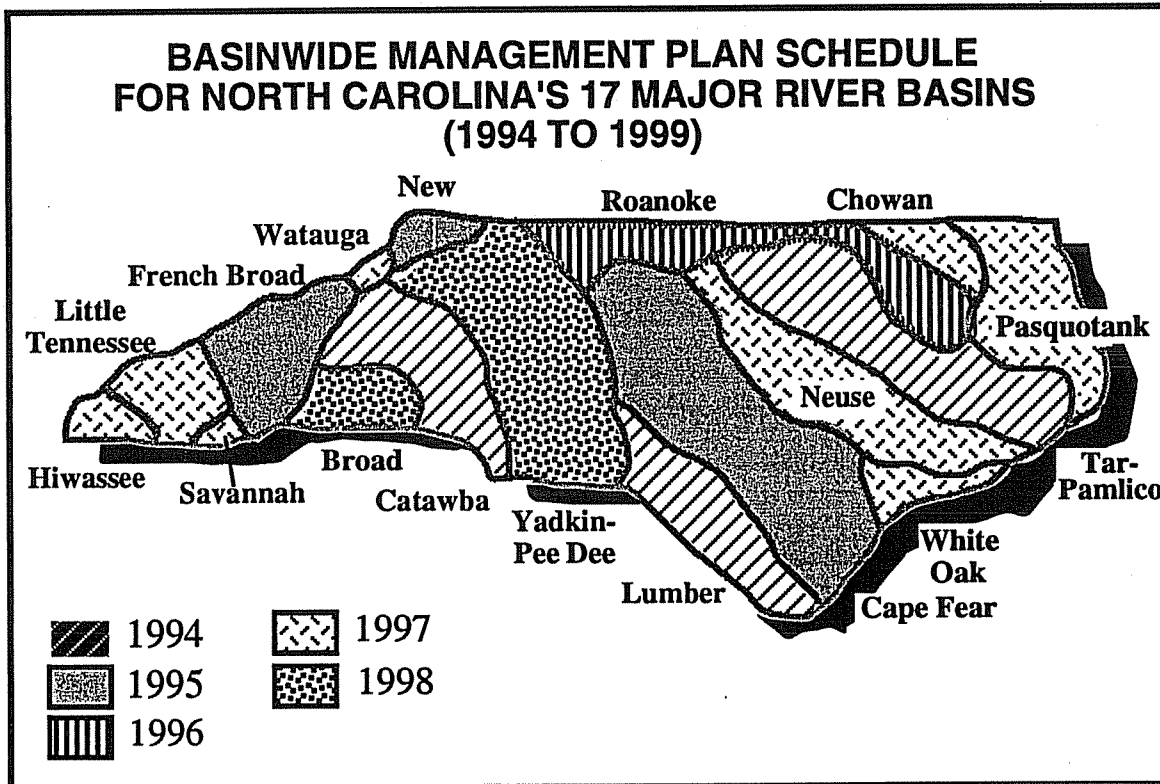 BASINWIDE MANAGEMENT PLAN SCHEDULE
FOR NORTH CAROLINA'S 17 MAJOR RIVER BASINS
(1994 TO 1999)
New
Roanoke
Chowan
Watauga
French Broad
Little
Tennessee
Pasquotank
Neuse
Hiwassee
Savannah
Broad
Catawba
Yadkin-
Pee Dee
Lumber
Tar-
Pamlico
White
Oak
Cape Fear
1994
1995
1996
1997
1998